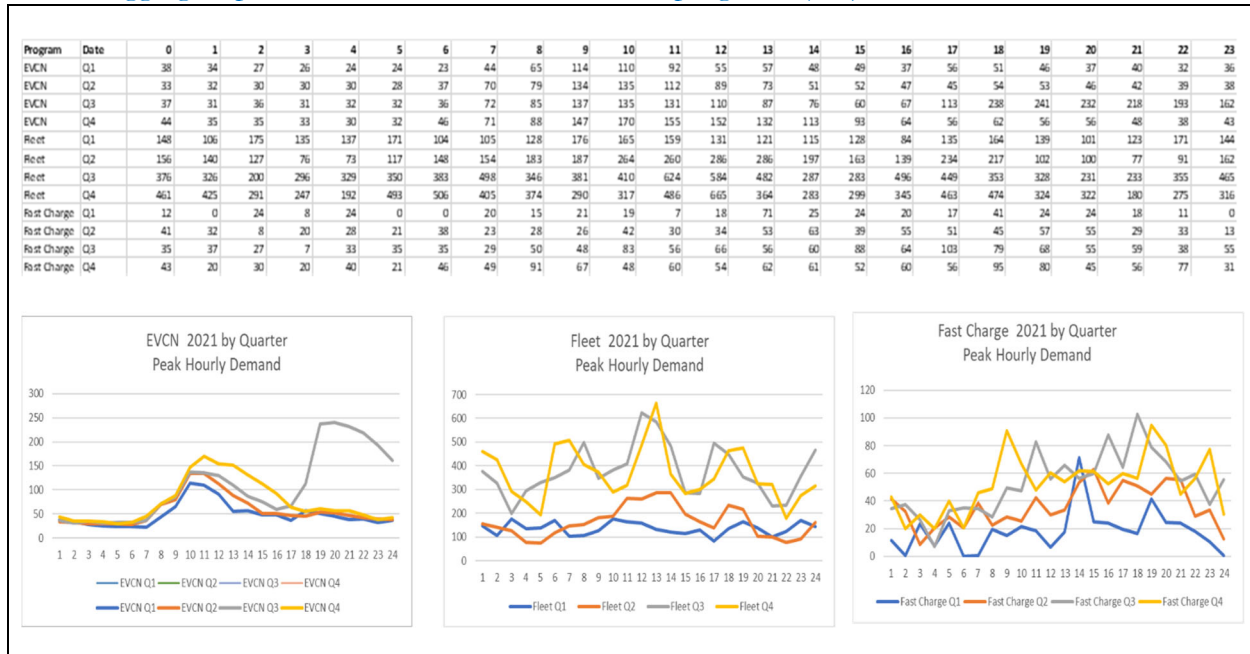 Program Date 0 1 2 3 4 5 6 7 8 9 10 11 12 13 14 15 16 17 18 19 20 21 22 23
EVCN Q1 38 34 27 26 24 24 23 44 65 114 110 92 55 57 48 49 37 56 51 46 37 40 32 36
EVCN Q2 33 32 30 30 30 28 37 70 79 134 135 112 89 73 51 52 47 45 54 53 46 42 39 38
EVCN Q3 37 31 36 31 32 32 36 72 85 137 135 131 110 87 76 60 67 113 238 241 232 218 193 162
EVCN Q4 44 35 35 33 30 32 46 71 88 147 170 155 152 132 113 93 64 56 62 56 56 48 38 43
Fleet Q1 148 106 175 135 137 171 104 105 128 176 165 159 131 121 115 128 84 135 164 139 101 123 171 144
Fleet Q2 156 140 127 76 73 117 148 154 183 187 264 260 286 286 197 163 139 234 217 102 100 77 91 162
Fleet Q3 376 326 200 296 329 350 383 498 346 381 410 624 584 482 287 283 496 449 353 328 231 233 355 465
Fleet Q4 461 425 291 247 192 493 506 405 374 290 317 486 665 364 283 299 345 463 474 324 322 180 275 316
Fast Charge Q1 12 0 24 8 24 0 0 20 15 21 19 7 18 71 25 24 20 17 41 24 24 18 11 0
Fast Charge Q2 41 32 8 20 28 21 38 23 28 26 42 30 34 53 63 39 55 51 45 57 55 29 33 13
Fast Charge Q3 35 37 27 7 33 35 35 29 50 48 83 56 66 56 60 88 64 103 79 68 55 59 38 55
Fast Charge Q4 43 20 30 20 40 21 46 49 91 67 48 60 54 62 61 52 60 56 95 80 45 56 77 31
EVCN 2021 by Quarter
Peak Hourly Demand
300
250
200
150
100
50
0
1 2 3 4 5 6 7 8 9 10 11 12 13 14 15 16 17 18 19 20 21 22 23 24
EVCN Q1 EVCN Q2 EVCN Q3 EVCN Q4
EVCN Q1 EVCN Q2 EVCN Q3 EVCN Q4
Fleet 2021 by Quarter
Peak Hourly Demand
700
600
500
400
300
200
100
0
1 2 3 4 5 6 7 8 9 10 11 12 13 14 15 16 17 18 19 20 21 22 23 24
Fleet Q1 Fleet Q2 Fleet Q3 Fleet Q4
Fast Charge 2021 by Quarter
Peak Hourly Demand
120
100
80
60
40
20
0
1 2 3 4 5 6 7 8 9 10 11 12 13 14 15 16 17 18 19 20 21 22 23 24
Fast Charge Q1 Fast Charge Q2 Fast Charge Q3 Fast Charge Q4